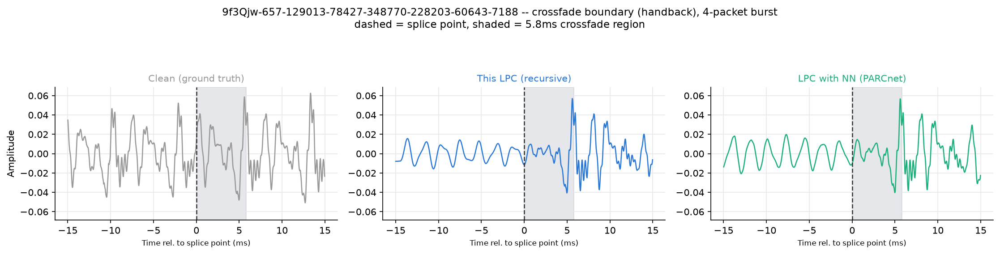 9f3Qjw-657-129013-78427-348770-228203-60643-7188 -- crossfade boundary (handback), 4-packet burst
dashed = splice point, shaded = 5.8ms crossfade region
Clean (ground truth)
Amplitude
0.06
0.04
0.02
0.00
−0.02
−0.04
−0.06
−15 −10 −5 0 5 10 15
Time rel. to splice point (ms)
This LPC (recursive)
0.06
0.04
0.02
0.00
−0.02
−0.04
−0.06
−15 −10 −5 0 5 10 15
Time rel. to splice point (ms)
LPC with NN (PARCnet)
0.06
0.04
0.02
0.00
−0.02
−0.04
−0.06
−15 −10 −5 0 5 10 15
Time rel. to splice point (ms)